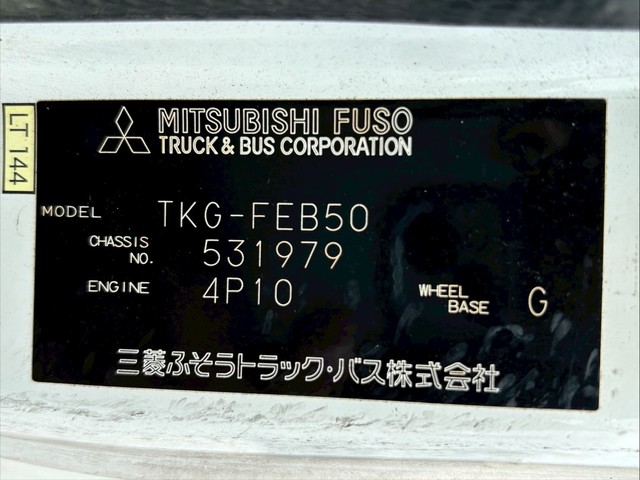 LT 144
MITSUBISHI FUSO
TRUCK & BUS CORPORATION
MODEL TKG-FEB50
CHASSIS NO. 531979
ENGINE 4P10
WHEEL BASE G
三菱ふそうトラック・バス株式会社